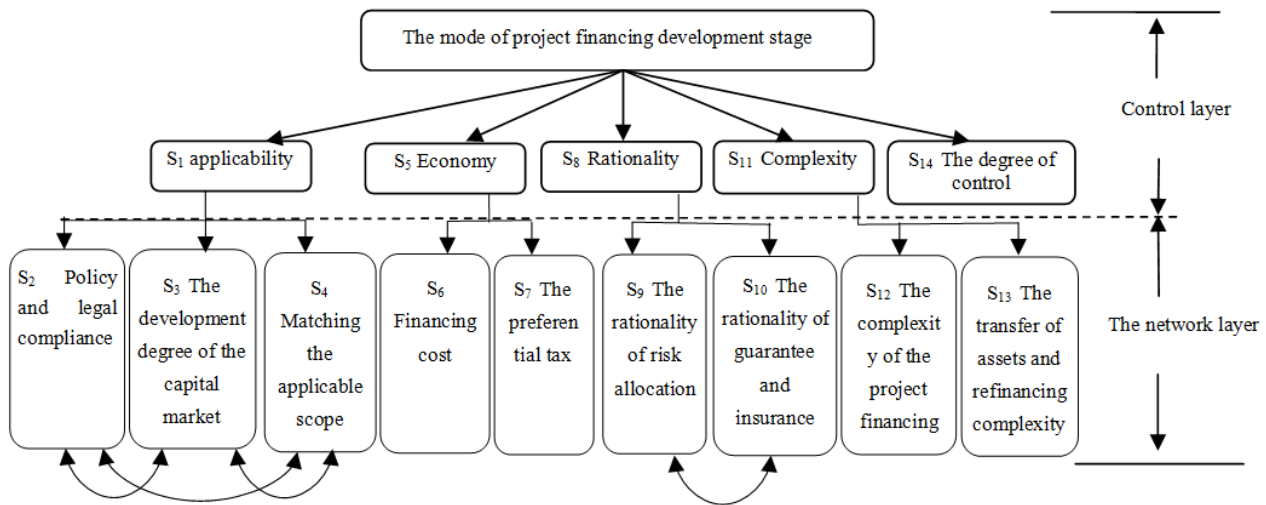 The mode of project financing development stage
Control layer
S₁ applicability
S₅ Economy
S₈ Rationality
S₁₁ Complexity
S₁₄ The degree of
control
S₂ Policy
and legal
compliance
S₃ The
development
degree of the
capital
market
S₄
Matching
the
applicable
scope
S₆
Financing
cost
S₇ The
preferen
tial tax
S₉ The
rationality
of risk
allocation
S₁₀ The
rationality of
guarantee
and
insurance
S₁₂ The
complexit
y of the
project
financing
S₁₃ The
transfer of
assets and
refinancing
complexity
The network layer